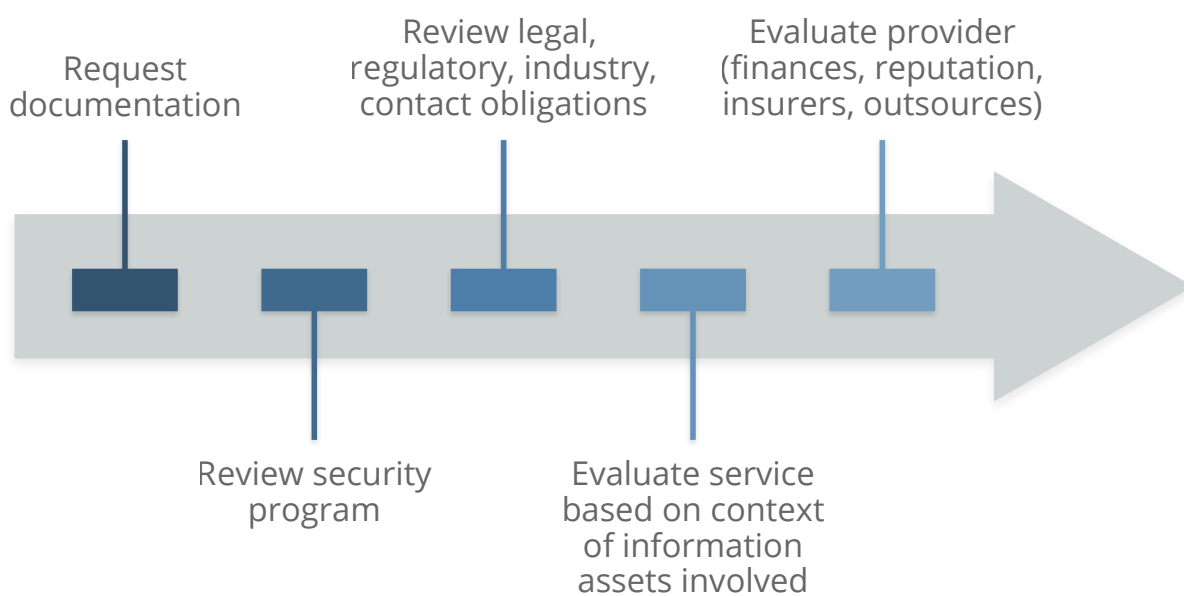 Request
documentation
Review security
program
Review legal,
regulatory, industry,
contact obligations
Evaluate service
based on context
of information
assets involved
Evaluate provider
(finances, reputation,
insurers, outsources)